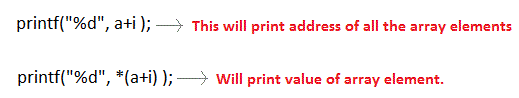 printf("%d", a+i ); → This will print address of all the array elements
printf("%d", *(a+i) ); → Will print value of array element.